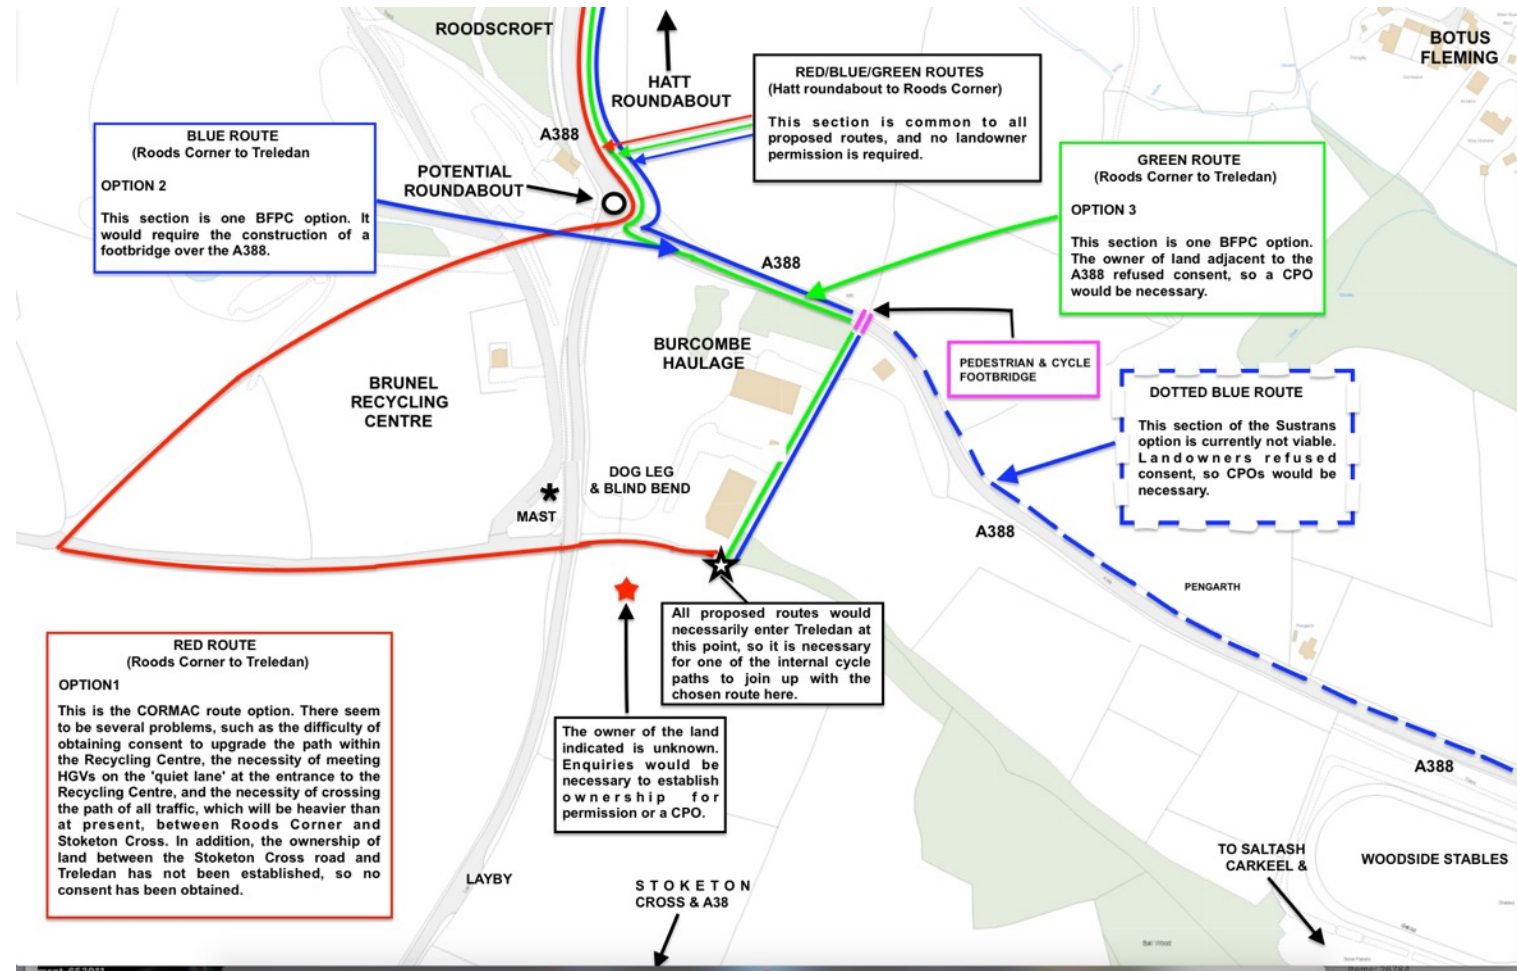 ROODSCROFT
HATT
ROUNDABOUT
BOTUS
FLEMING
RED/BLUE/GREEN ROUTES
(Hatt roundabout to Roods Corner)
This section is common to all
proposed routes, and no landowner
permission is required.
A388
BLUE ROUTE
(Roods Corner to Treledan
OPTION 2
This section is one BFPC option. It
would require the construction of a
footbridge over the A388.
POTENTIAL
ROUNDABOUT
GREEN ROUTE
(Roods Corner to Treledan)
OPTION 3
This section is one BFPC option.
The owner of land adjacent to the
A388 refused consent, so a CPO
would be necessary.
A388
BURCOMBE
HAULAGE
PEDESTRIAN & CYCLE
FOOTBRIDGE
BRUNEL
RECYCLING
CENTRE
DOTTED BLUE ROUTE
This section of the Sustrans
option is currently not viable.
Landowners refused
consent, so CPOs would be
necessary.
DOG LEG
& BLIND BEND
*
MAST
A388
PENGARTH
All proposed routes would
necessarily enter Treledan at
this point, so it is necessary
for one of the internal cycle
paths to join up with the
chosen route here.
RED ROUTE
(Roods Corner to Treledan)
OPTION1
This is the CORMAC route option. There seem
to be several problems, such as the difficulty of
obtaining consent to upgrade the path within
the Recycling Centre, the necessity of meeting
HGVs on the 'quiet lane' at the entrance to the
Recycling Centre, and the necessity of crossing
the path of all traffic, which will be heavier than
at present, between Roods Corner and
Stoketon Cross. In addition, the ownership of
land between the Stoketon Cross road and
Treledan has not been established, so no
consent has been obtained.
The owner of the land
indicated is unknown.
Enquiries would be
necessary to establish
ownership for
permission or a CPO.
A388
TO SALTASH
CARKEEL &
WOODSIDE STABLES
LAYBY
STOKETON
CROSS & A38
Ball Wood